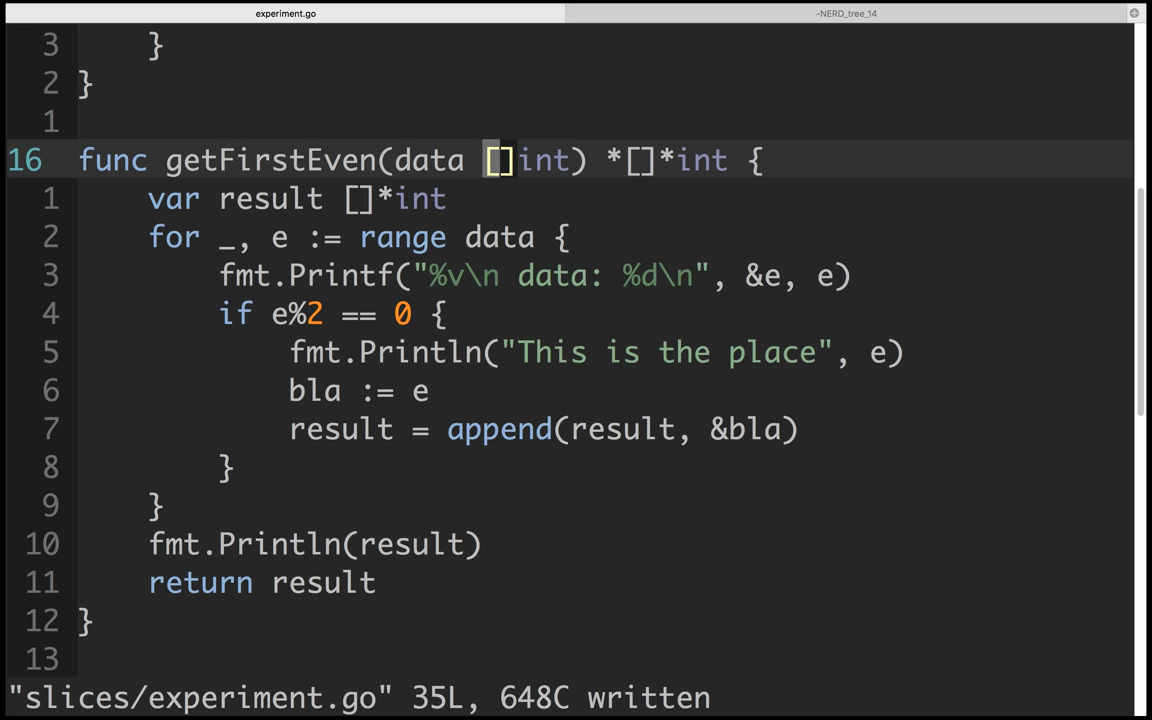 experiment.go -NERD_tree_14
3 }
2 }
1
16 func getFirstEven(data []int) *[]*int {
1 var result []*int
2 for _, e := range data {
3 fmt.Printf("%v\n data: %d\n", &e, e)
4 if e%2 == 0 {
5 fmt.Println("This is the place", e)
6 bla := e
7 result = append(result, &bla)
8 }
9 }
10 fmt.Println(result)
11 return result
12 }
13
"slices/experiment.go" 35L, 648C written